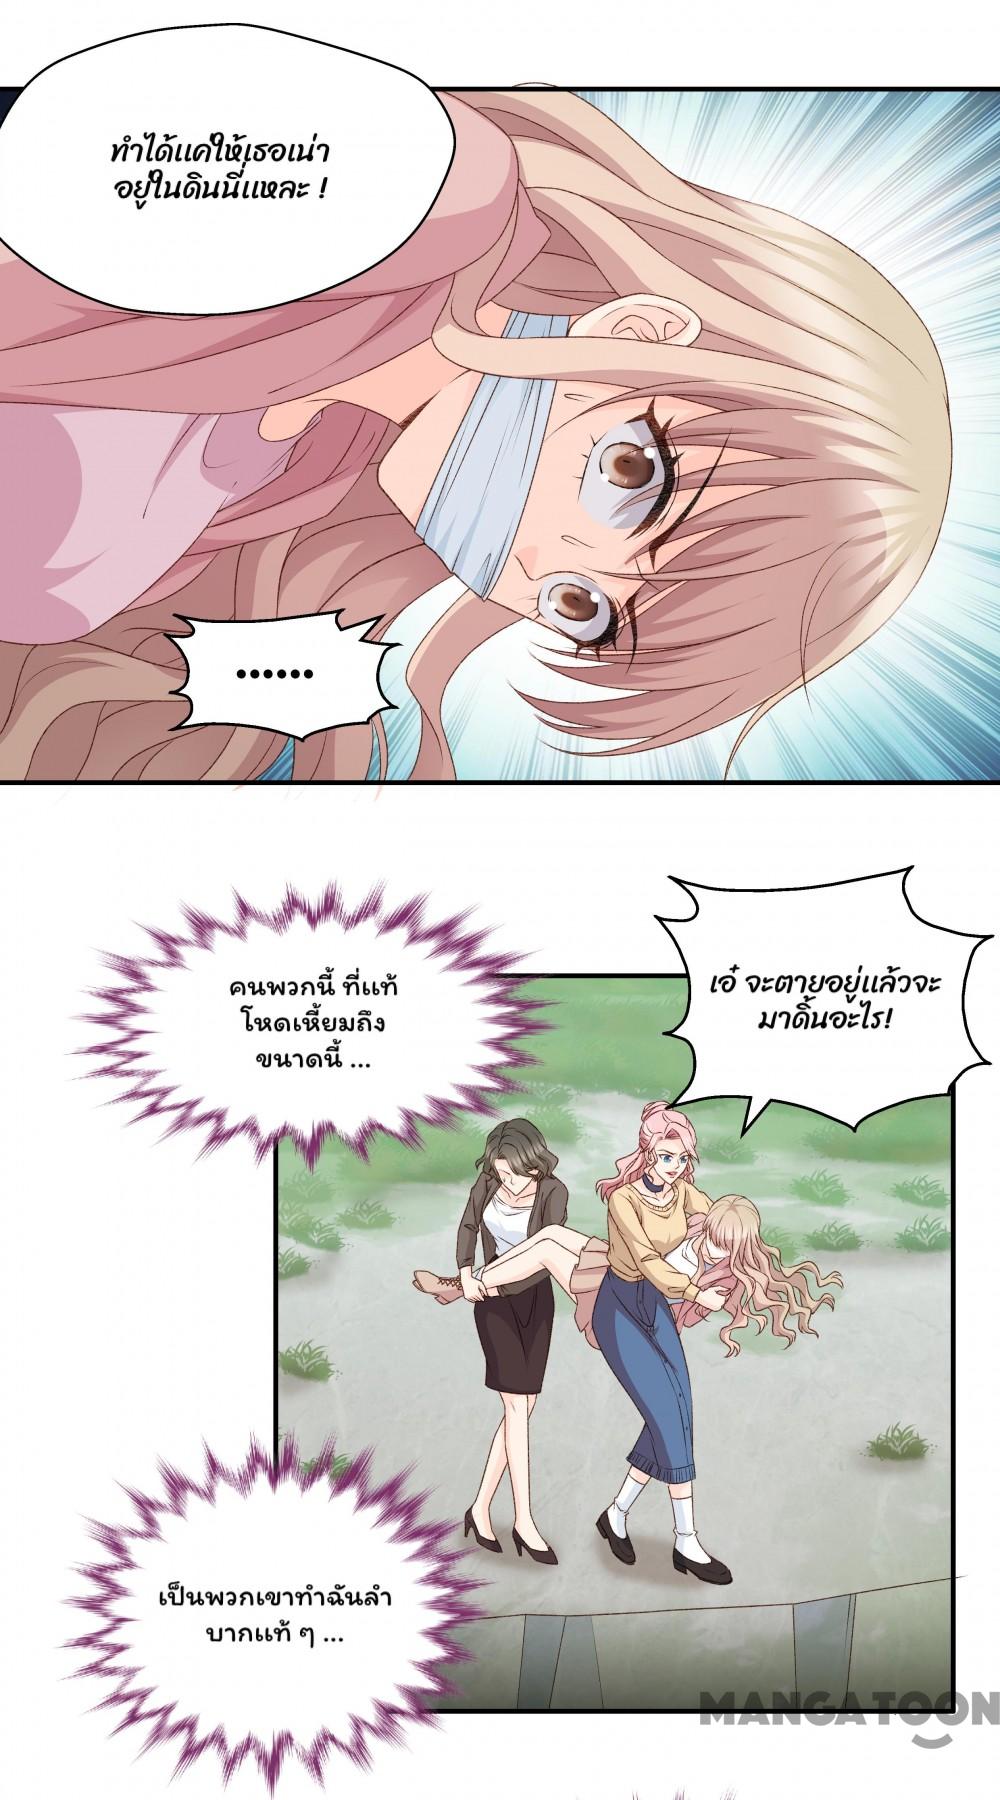 ทำได้แค่ให้เธอเน่า
อยู่ในดินนี่แหละ !
......
คนพวกนี้ ที่แท้
โหดเหี้ยมถึง
ขนาดนี้ ...
เอ๋ จะตายอยู่แล้วจะ
มาดิ้นอะไร!
เป็นพวกเขาทำฉันลำ
บากแท้ ๆ ...
MANGATOON